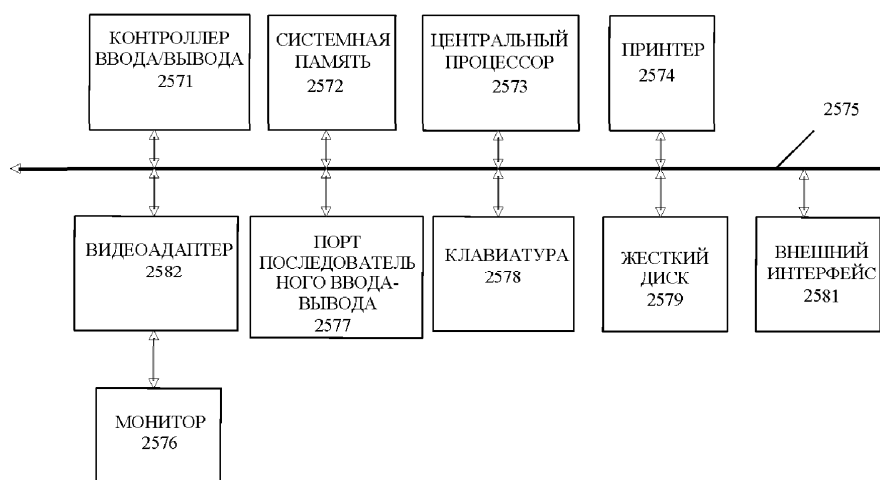 КОНТРОЛЛЕР
ВВОДА/ВЫВОДА
2571
СИСТЕМНАЯ
ПАМЯТЬ
2572
ЦЕНТРАЛЬНЫЙ
ПРОЦЕССОР
2573
ПРИНТЕР
2574
2575
ВИДЕОАДАПТЕР
2582
ПОРТ
ПОСЛЕДОВАТЕЛЬ
НОГО ВВОДА-
ВЫВОДА
2577
КЛАВИАТУРА
2578
ЖЕСТКИЙ
ДИСК
2579
ВНЕШНИЙ
ИНТЕРФЕЙС
2581
МОНИТОР
2576